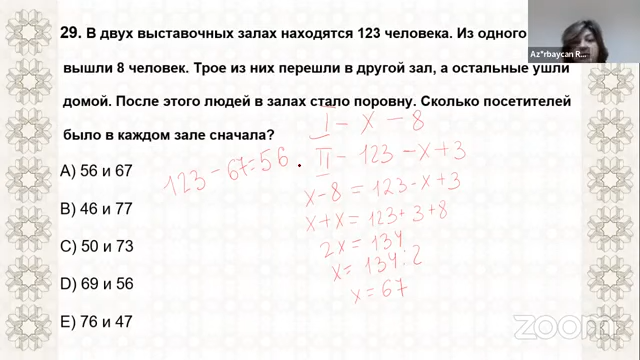 29. В двух выставочных залах находятся 123 человека. Из одного
вышли 8 человек. Трое из них перешли в другой зал, а остальные ушли
домой. После этого людей в залах стало поровну. Сколько посетителей
было в каждом зале сначала?
A) 56 и 67
B) 46 и 77
C) 50 и 73
D) 69 и 56
E) 76 и 47
123 - 67 = 56 .
I - x - 8
II - 123 - x + 3
x - 8 = 123 - x + 3
x + x = 123 + 3 + 8
2x = 134
x = 134 : 2
x = 67
Az*rbaycan R...
zoom